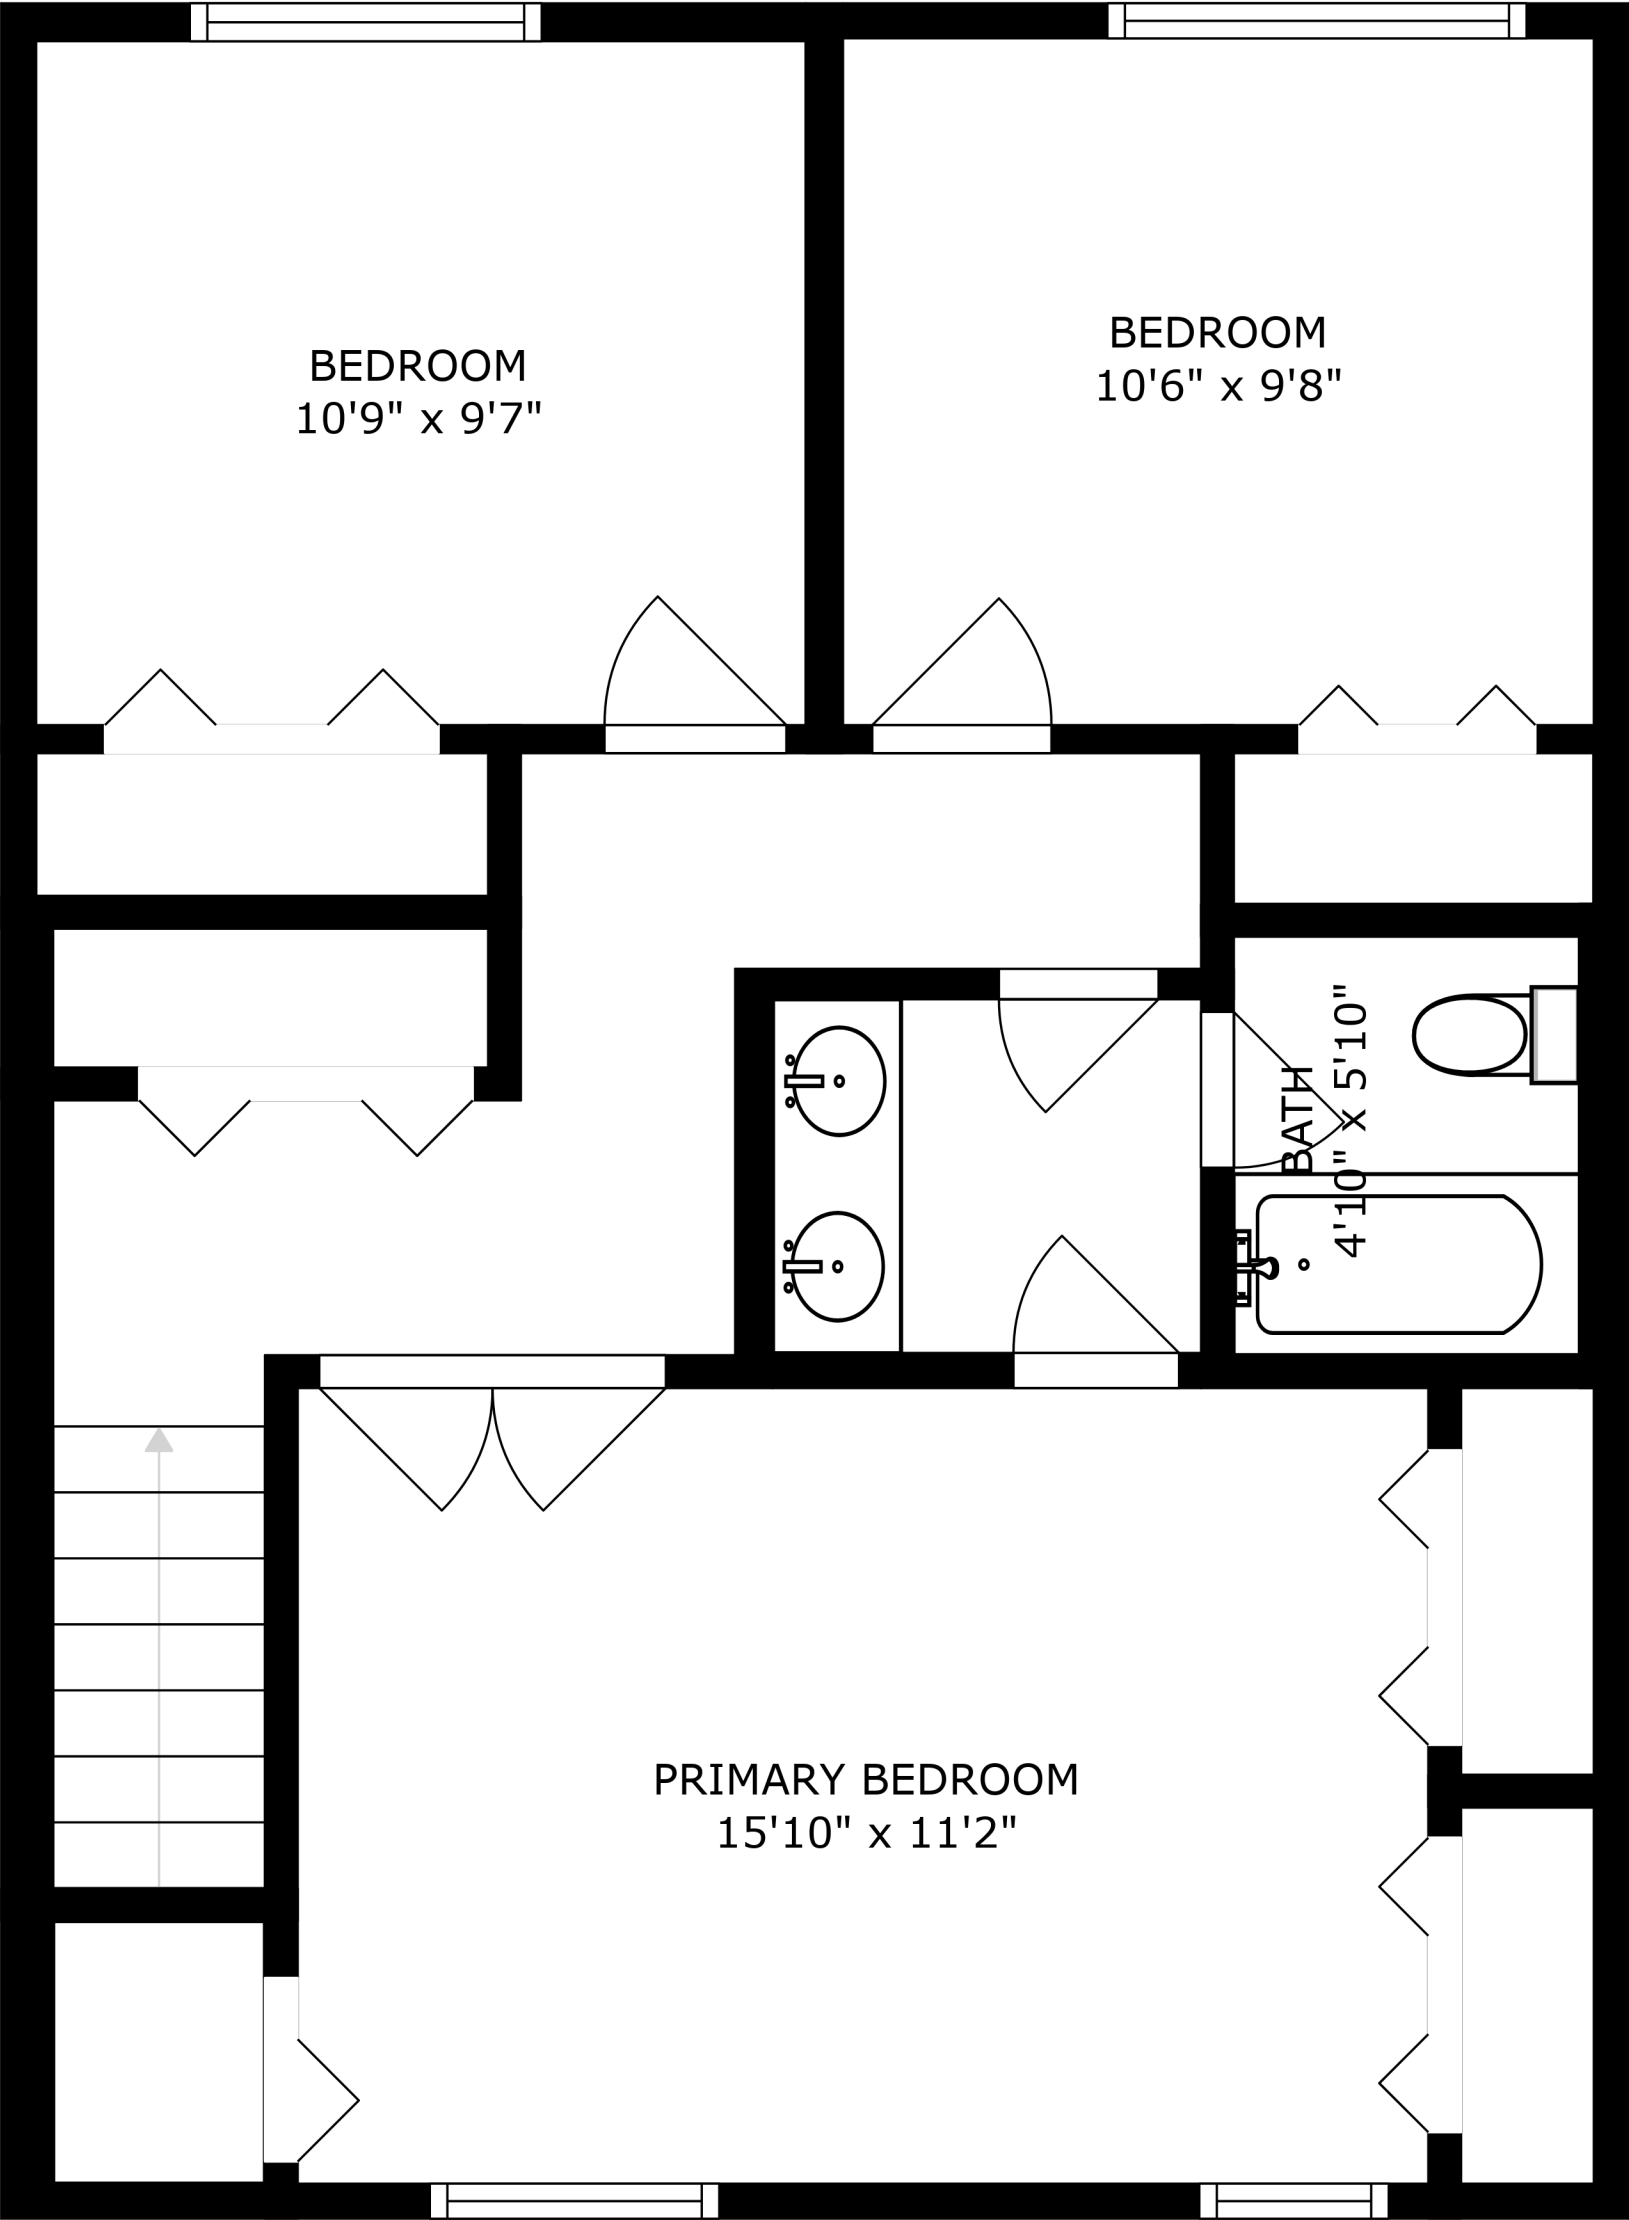 BEDROOM
10'9" x 9'7"
BEDROOM
10'6" x 9'8"
BATH
4'10" x 5'10"
PRIMARY BEDROOM
15'10" x 11'2"